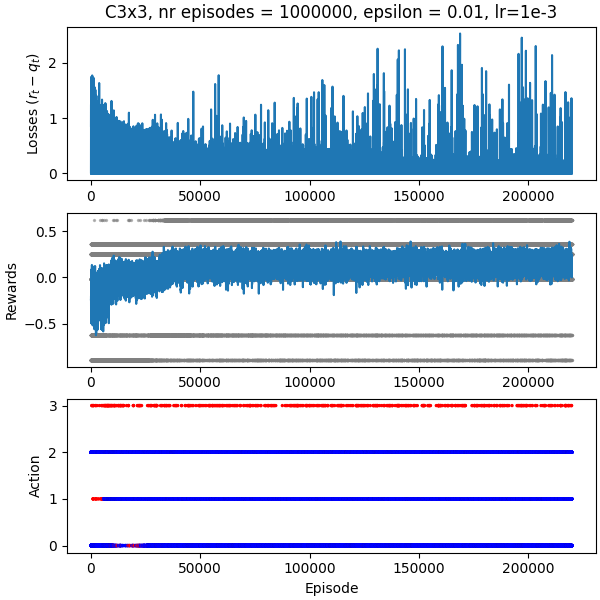 C3x3, nr episodes = 1000000, epsilon = 0.01, lr=1e-3
Losses (r_t − q_t)
2
1
0
0 50000 100000 150000 200000
Rewards
0.5
0.0
−0.5
0 50000 100000 150000 200000
Action
3
2
1
0
0 50000 100000 150000 200000
Episode